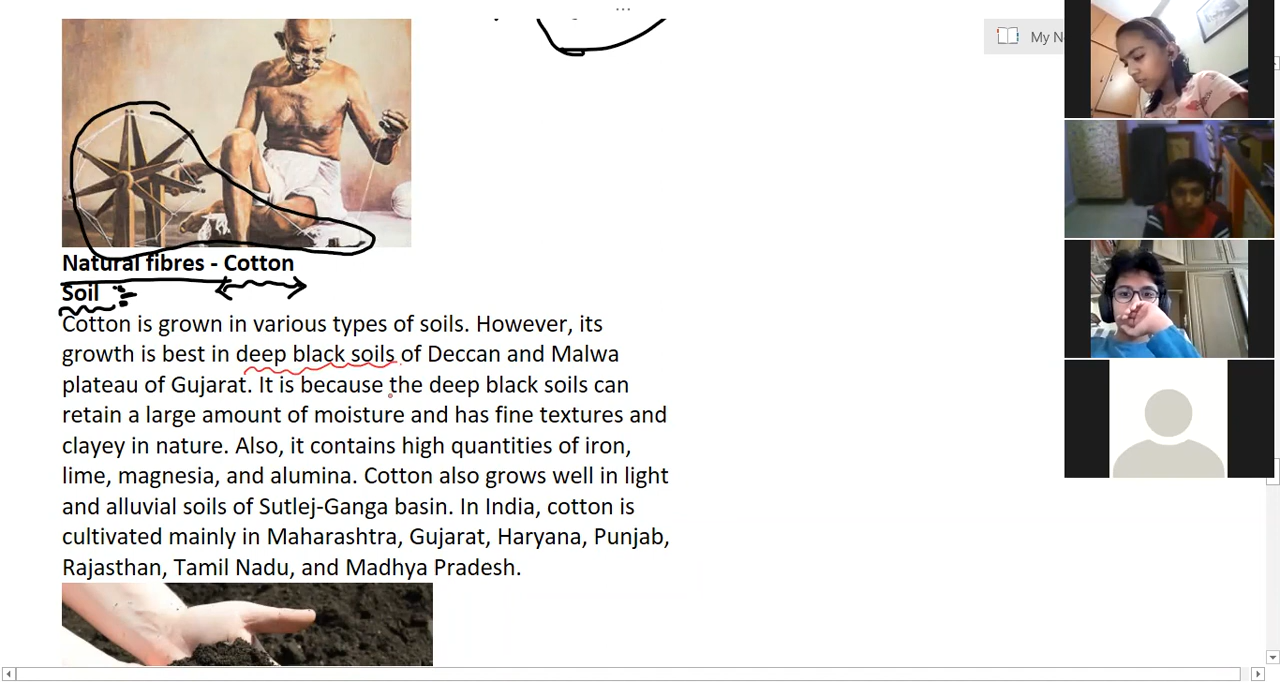 My N
Natural fibres - Cotton
Soil :-
Cotton is grown in various types of soils. However, its
growth is best in deep black soils of Deccan and Malwa
plateau of Gujarat. It is because the deep black soils can
retain a large amount of moisture and has fine textures and
clayey in nature. Also, it contains high quantities of iron,
lime, magnesia, and alumina. Cotton also grows well in light
and alluvial soils of Sutlej-Ganga basin. In India, cotton is
cultivated mainly in Maharashtra, Gujarat, Haryana, Punjab,
Rajasthan, Tamil Nadu, and Madhya Pradesh.